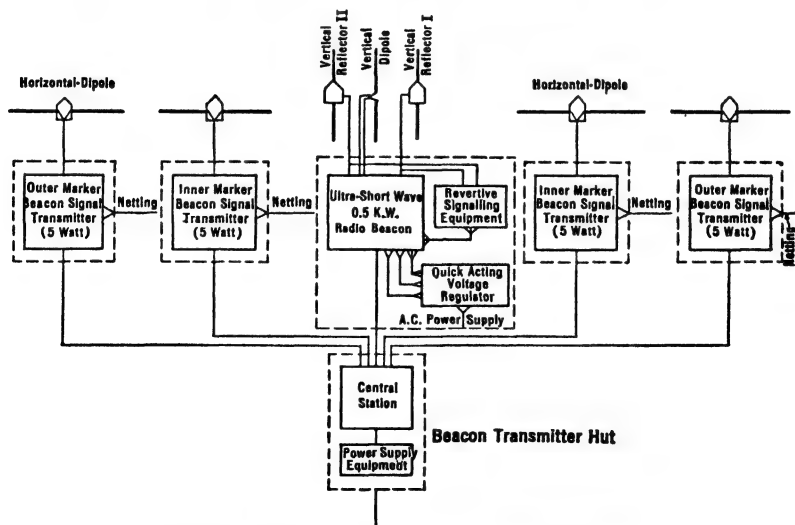 Vertical
Reflector II
Vertical
Dipole
Vertical
Reflector I
Horizontal-Dipole
Horizontal-Dipole
Outer Marker
Beacon Signal
Transmitter
(5 Watt)
Netting
Inner Marker
Beacon Signal
Transmitter
(5 Watt)
Netting
Ultra-Short Wave
0.5 K.W.
Radio Beacon
Revertive
Signalling
Equipment
Quick Acting
Voltage
Regulator
A.C. Power Supply
Inner Marker
Beacon Signal
Transmitter
(5 Watt)
Netting
Outer Marker
Beacon Signal
Transmitter
(5 Watt)
Netting
Central
Station
Power Supply
Equipment
Beacon Transmitter Hut